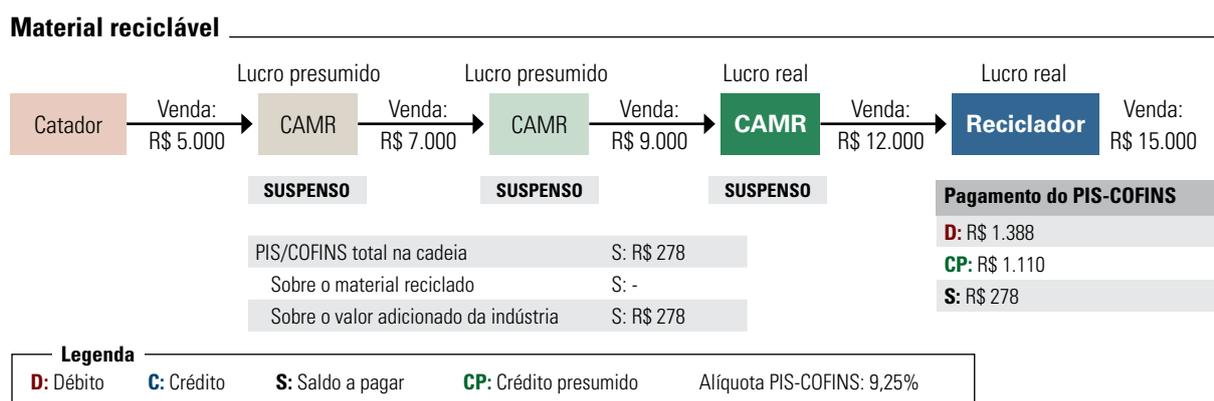 Material reciclável
Lucro presumido Lucro presumido Lucro real Lucro real
Catador Venda: R$ 5.000 CAMR Venda: R$ 7.000 CAMR Venda: R$ 9.000 CAMR Venda: R$ 12.000 Reciclador Venda: R$ 15.000
SUSPENSO SUSPENSO SUSPENSO
Pagamento do PIS-COFINS
D: R$ 1.388
CP: R$ 1.110
S: R$ 278
PIS/COFINS total na cadeia S: R$ 278
Sobre o material reciclado S: -
Sobre o valor adicionado da indústria S: R$ 278
Legenda
D: Débito C: Crédito S: Saldo a pagar CP: Crédito presumido Alíquota PIS-COFINS: 9,25%